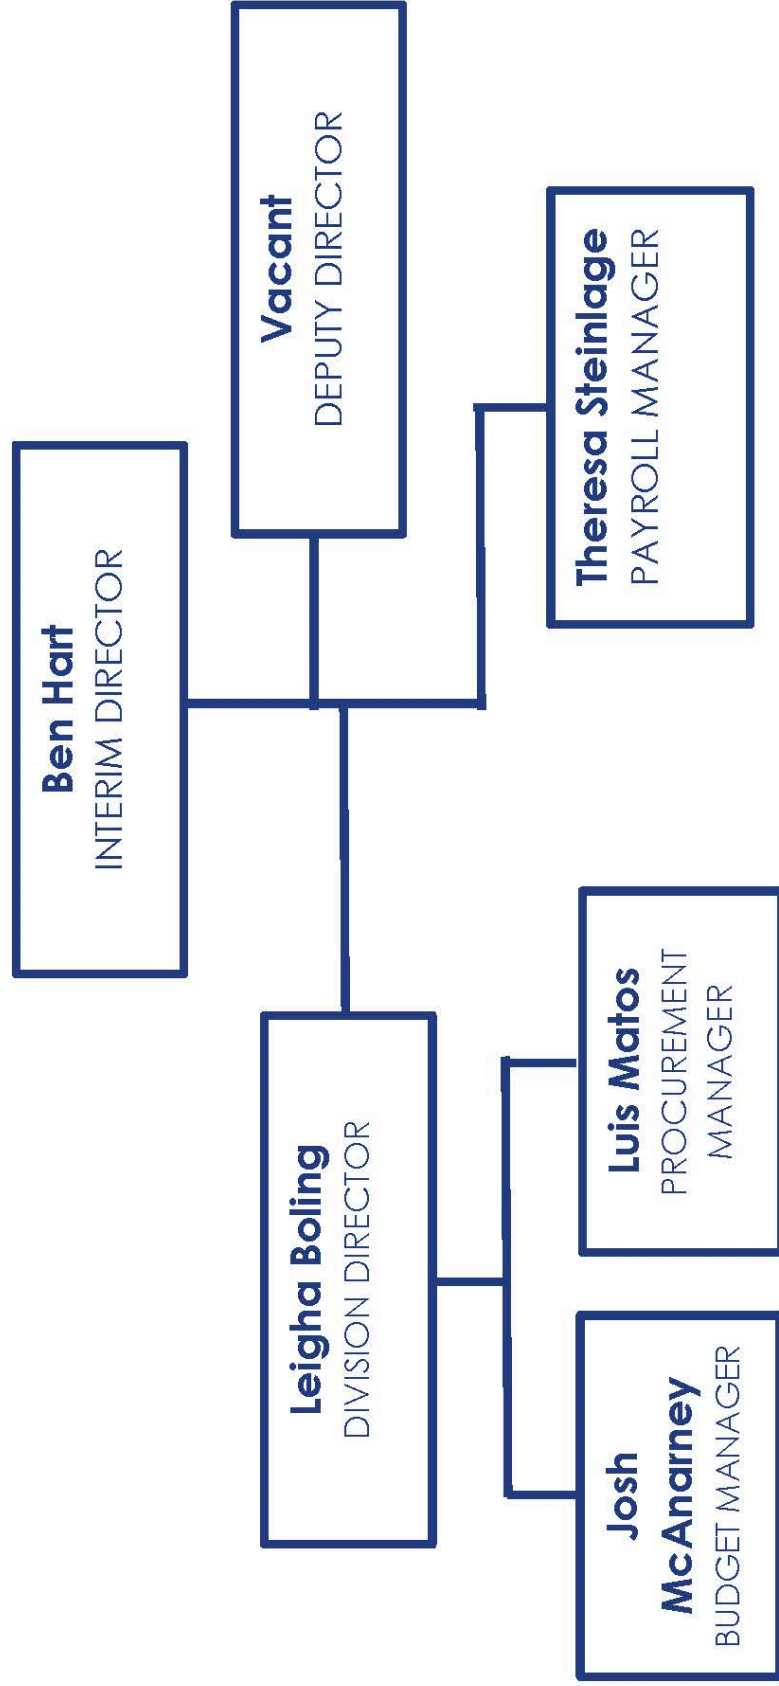 Ben Hart
INTERIM DIRECTOR
Vacant
DEPUTY DIRECTOR
Leigha Boling
DIVISION DIRECTOR
Josh
McAnarney
BUDGET MANAGER
Luis Matos
PROCUREMENT
MANAGER
Theresa Steinlage
PAYROLL MANAGER